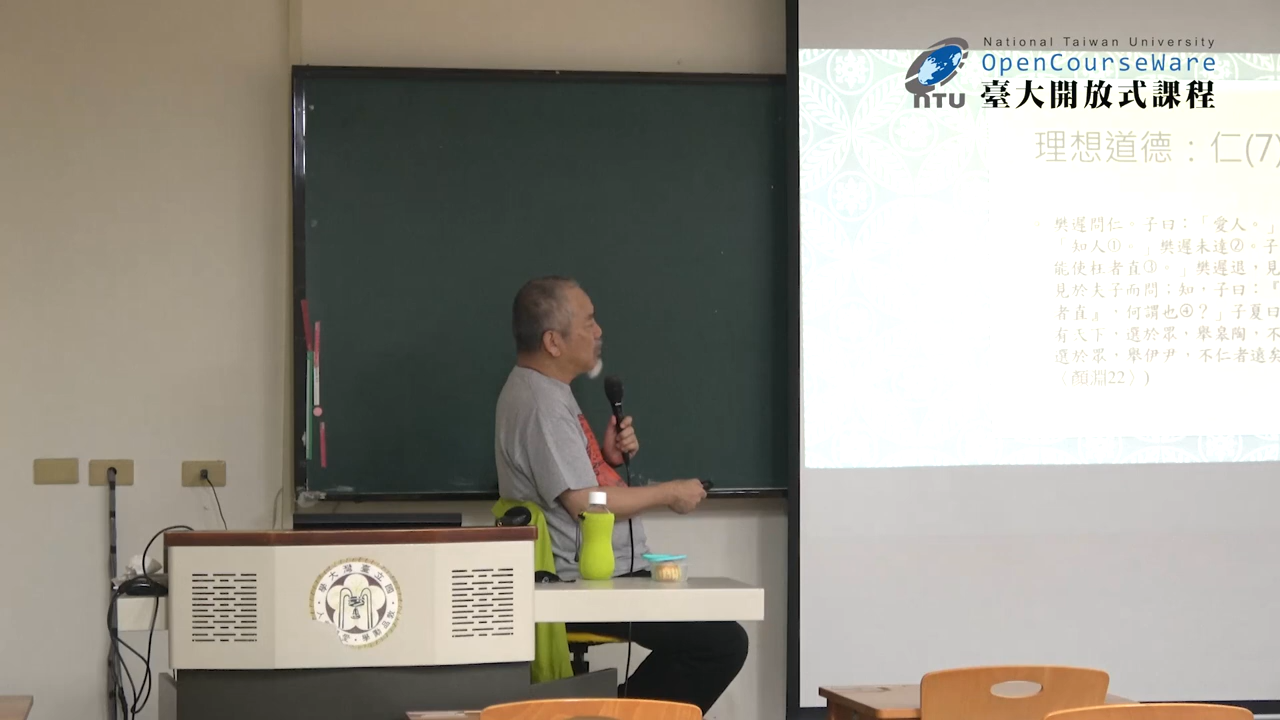 National Taiwan University
OpenCourseWare
NTU
臺大開放式課程
理想道德：仁(7)
樊遲問仁。子曰：「愛人。」
「知人①。」樊遲未達②。子
能使枉者直③。」樊遲退，見
見於夫子而問；知，子曰：『
者直』，何謂也④？」子夏曰
有天下，選於眾，舉皋陶，不
選於眾，舉伊尹，不仁者遠矣
〈顏淵22〉)